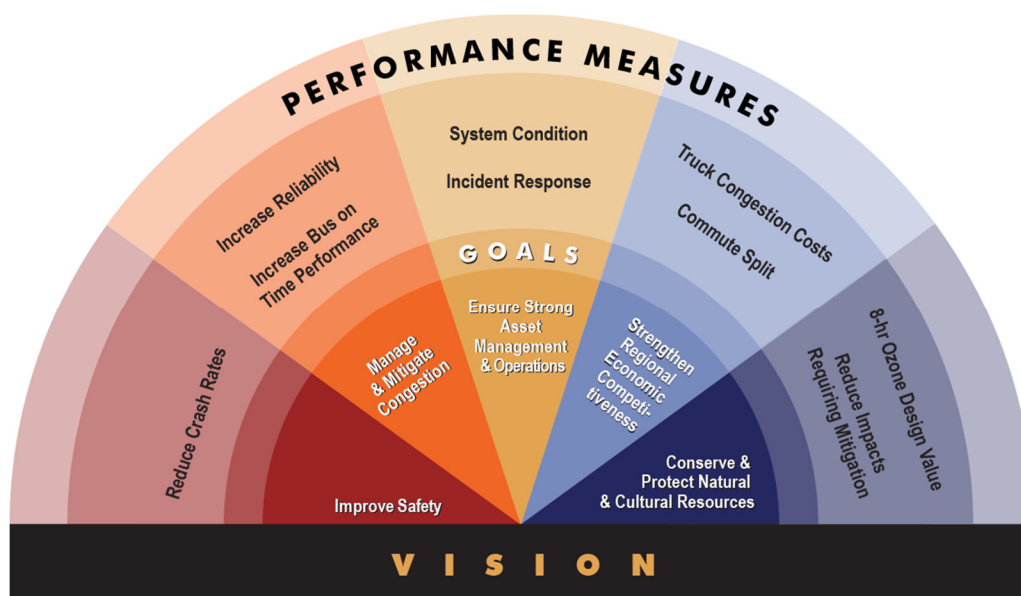 PERFORMANCE MEASURES
Reduce Crash Rates
Increase Reliability
Increase Bus on
Time Performance
System Condition
Incident Response
Truck Congestion Costs
Commute Split
8-hr Ozone Design Value
Reduce Impacts
Requiring Mitigation
GOALS
Improve Safety
Manage
& Mitigate
Congestion
Ensure Strong
Asset
Management
& Operations
Strengthen
Regional
Economic
Competi-
tiveness
Conserve &
Protect Natural
& Cultural Resources
VISION